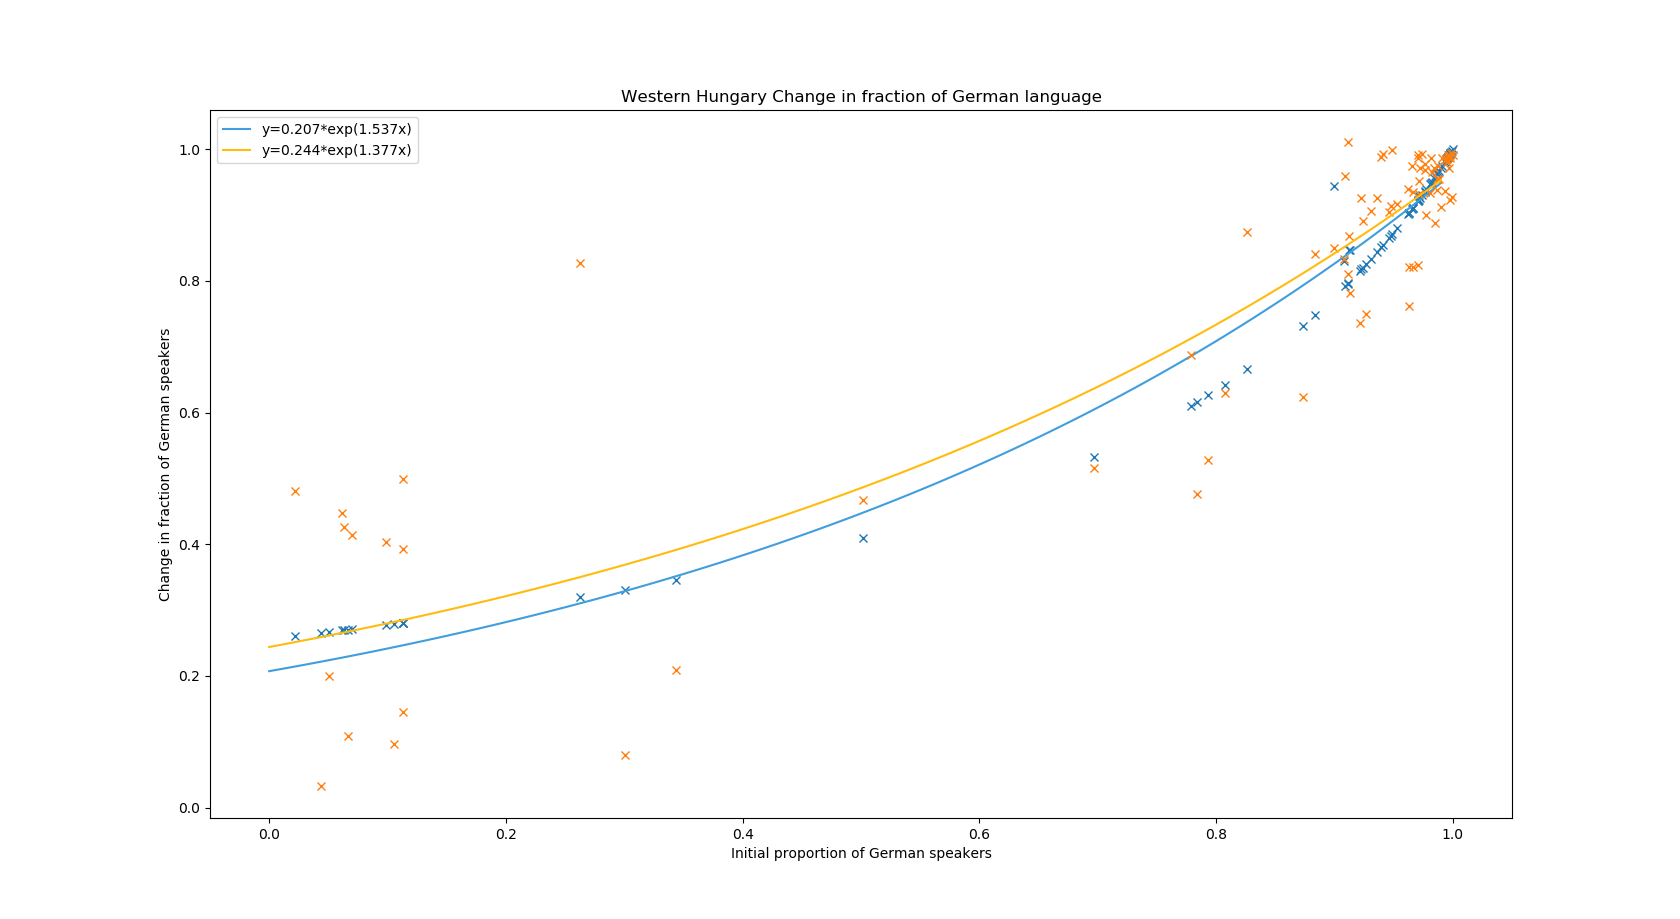 Western Hungary Change in fraction of German language
y=0.207*exp(1.537x)
y=0.244*exp(1.377x)
Change in fraction of German speakers
1.0
0.8
0.6
0.4
0.2
0.0
0.0 0.2 0.4 0.6 0.8 1.0
Initial proportion of German speakers